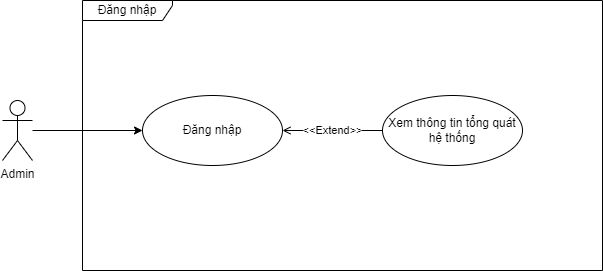 Đăng nhập
Admin
Đăng nhập
<<Extend>>
Xem thông tin tổng quát
hệ thống